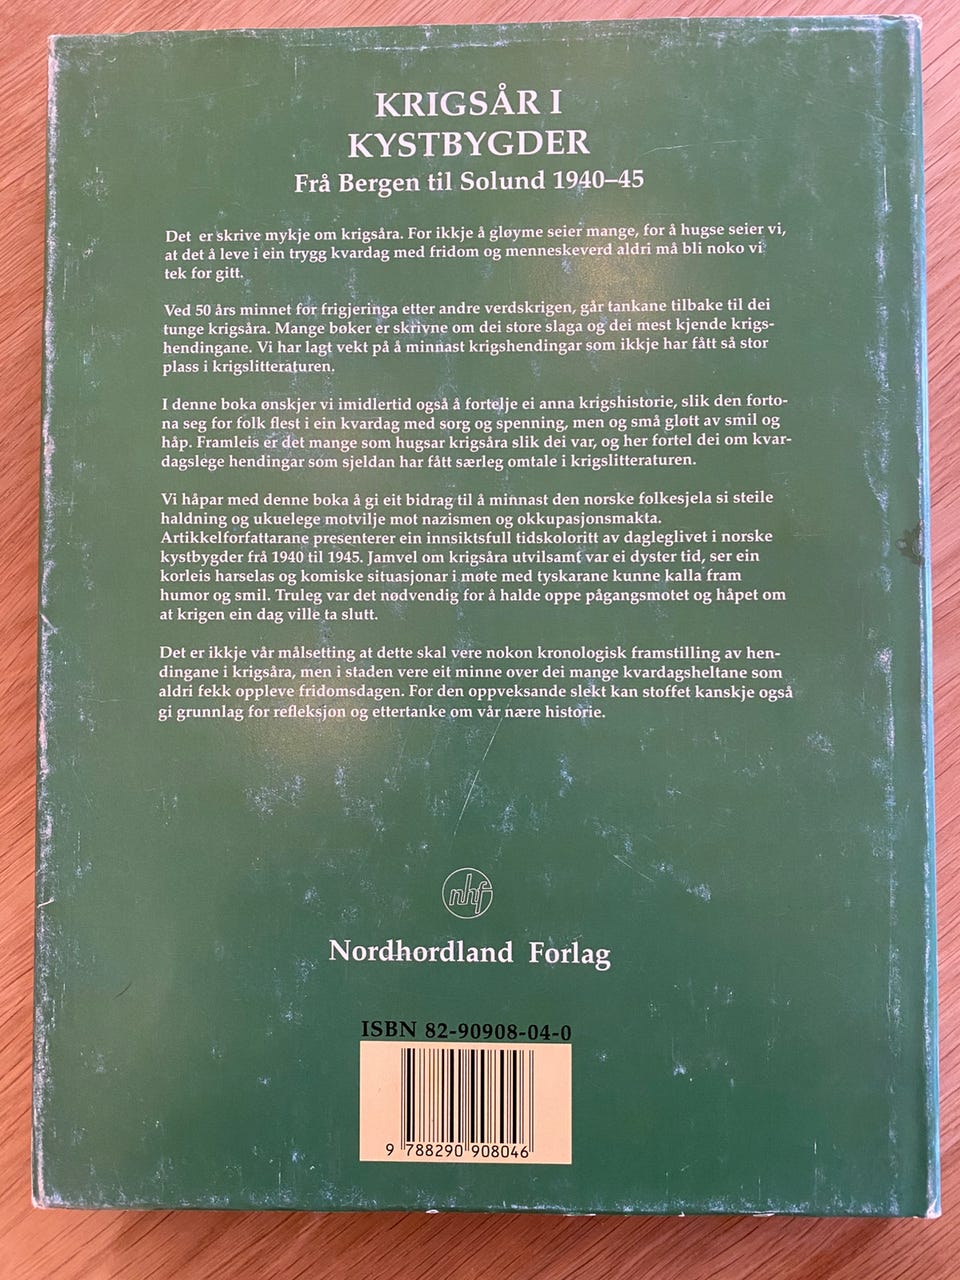 KRIGSÅR I
KYSTBYGDER
Frå Bergen til Solund 1940–45
Det er skrive mykje om krigsåra. For ikkje å gløyme seier mange, for å hugse seier vi,
at det å leve i ein trygg kvardag med fridom og menneskeverd aldri må bli noko vi
tek for gitt.
Ved 50 års minnet for frigjeringa etter andre verdskrigen, går tankane tilbake til dei
tunge krigsåra. Mange bøker er skrivne om dei store slaga og dei mest kjende krigs-
hendingane. Vi har lagt vekt på å minnast krigshendingar som ikkje har fått så stor
plass i krigslitteraturen.
I denne boka ønskjer vi imidlertid også å fortelje ei anna krigshistorie, slik den forto-
na seg for folk flest i ein kvardag med sorg og spenning, men og små gløtt av smil og
håp. Framleis er det mange som hugsar krigsåra slik dei var, og her fortel dei om kvar-
dagslege hendingar som sjeldan har fått særleg omtale i krigslitteraturen.
Vi håpar med denne boka å gi eit bidrag til å minnast den norske folkesjela si steile
haldning og ukuelege motvilje mot nazismen og okkupasjonsmakta.
Artikkelforfattarane presenterer ein innsiktsfull tidskoloritt av dagleglivet i norske
kystbygder frå 1940 til 1945. Jamvel om krigsåra utvilsamt var ei dyster tid, ser ein
korleis harselas og komiske situasjonar i møte med tyskarane kunne kalla fram
humor og smil. Truleg var det nødvendig for å halde oppe pågangsmotet og håpet om
at krigen ein dag ville ta slutt.
Det er ikkje vår målsetting at dette skal vere nokon kronologisk framstilling av hen-
dingane i krigsåra, men i staden vere eit minne over dei mange kvardagsheltane som
aldri fekk oppleve fridomsdagen. For den oppveksande slekt kan stoffet kanskje også
gi grunnlag for refleksjon og ettertanke om vår nære historie.
nhf
Nordhordland Forlag
ISBN 82-90908-04-0
9 788290 908046